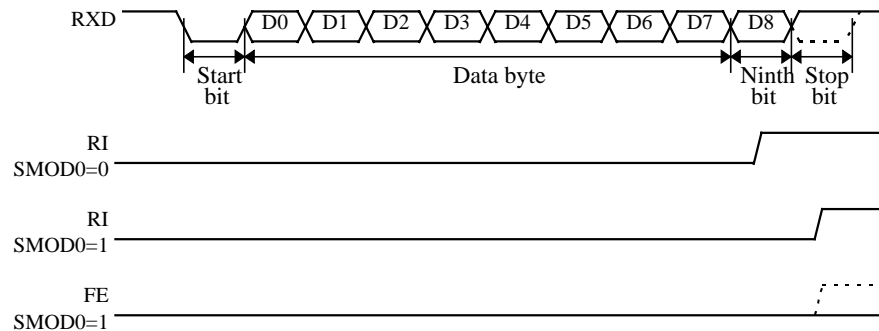 RXD D0 D1 D2 D3 D4 D5 D6 D7 D8
Start bit
Data byte
Ninth bit
Stop bit
RI
SMOD0=0
RI
SMOD0=1
FE
SMOD0=1